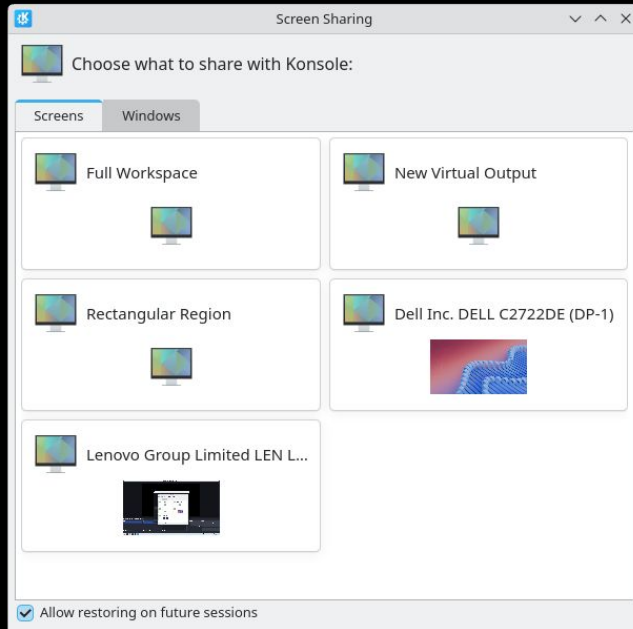 Screen Sharing
Choose what to share with Konsole:
Screens
Windows
Full Workspace
New Virtual Output
Rectangular Region
Dell Inc. DELL C2722DE (DP-1)
Lenovo Group Limited LEN L...
Allow restoring on future sessions